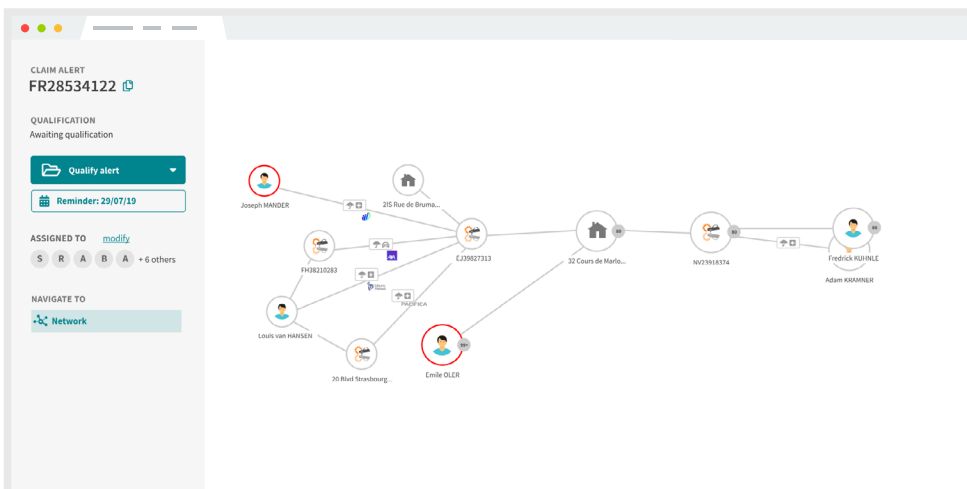 CLAIM ALERT
FR28534122
QUALIFICATION
Awaiting qualification
Qualify alert
Reminder: 29/07/19
ASSIGNED TO modify
S R A B A + 6 others
NAVIGATE TO
Network
Joseph MANDER
215 Rue de Bruma...
FH38210283
EJ39827313
PACIFICA
Louis van HANSEN
20 Blvd Strasbourg...
99+
Emile OLER
32 Cours de Marlo...
NV23918374
Fredrick KUHNLE
Adam KRAMNER